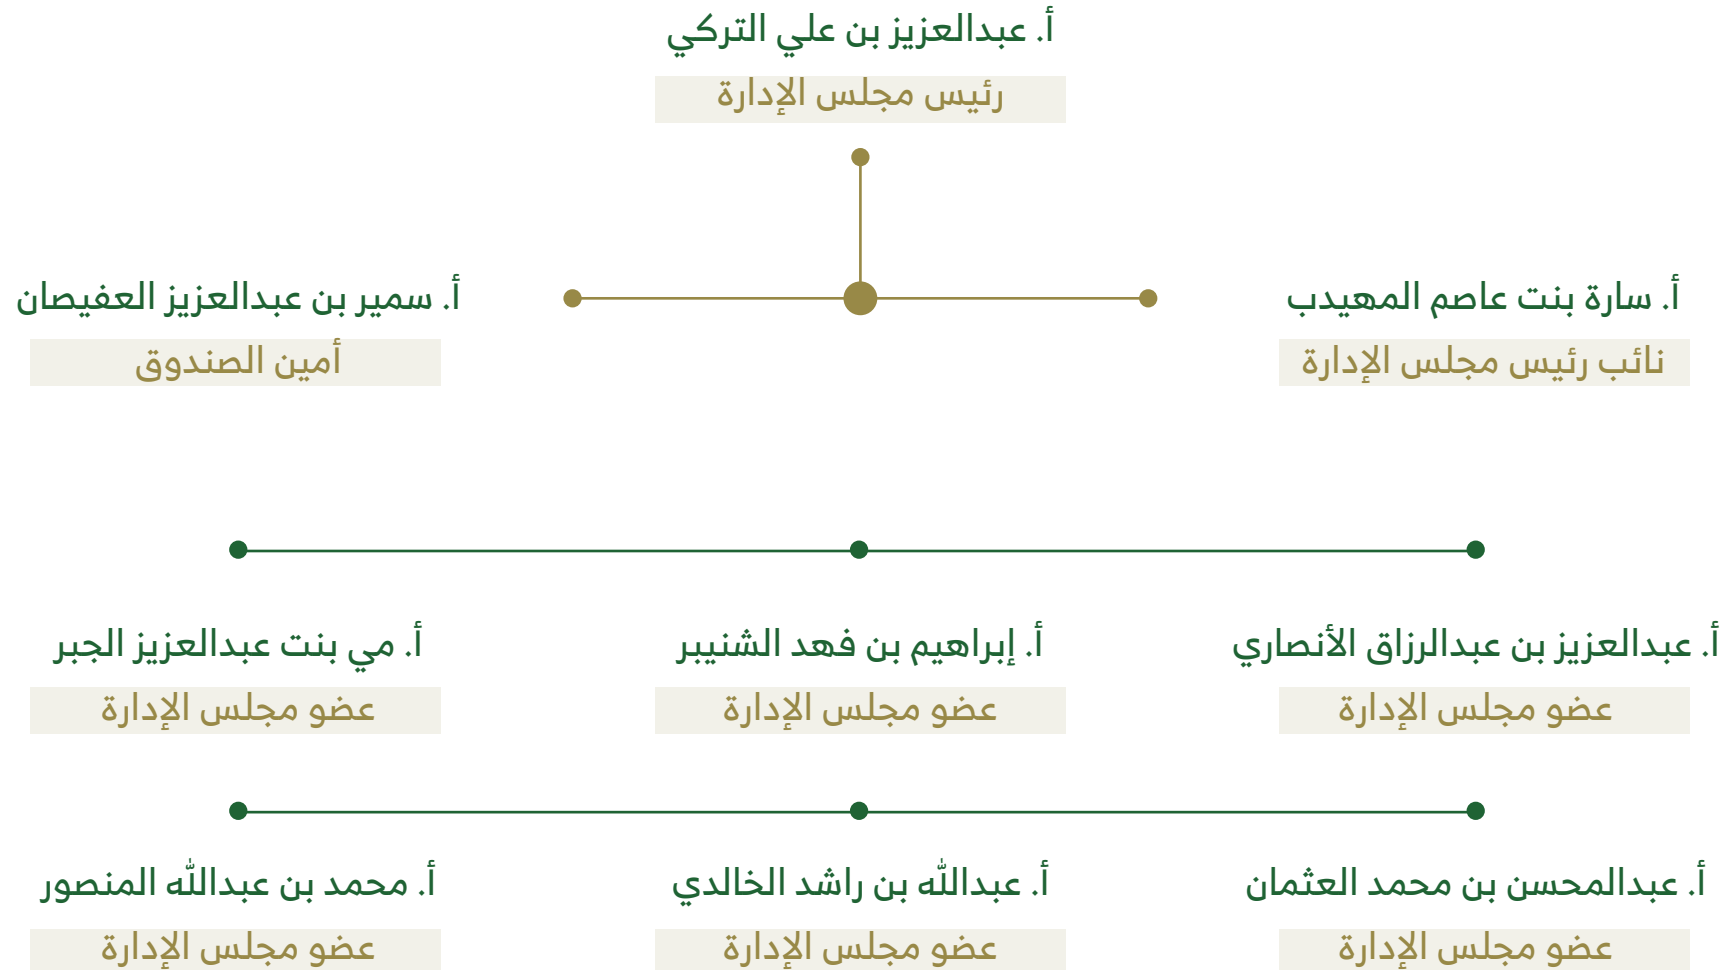 أ. عبدالعزيز بن علي التركي
رئيس مجلس الإدارة
أ. سارة بنت عاصم المهيدب
نائب رئيس مجلس الإدارة
أ. سمير بن عبدالعزيز العفيصان
أمين الصندوق
أ. عبدالعزيز بن عبدالرزاق الأنصاري
عضو مجلس الإدارة
أ. إبراهيم بن فهد الشنيبر
عضو مجلس الإدارة
أ. مي بنت عبدالعزيز الجبر
عضو مجلس الإدارة
أ. عبدالمحسن بن محمد العثمان
عضو مجلس الإدارة
أ. عبدالله بن راشد الخالدي
عضو مجلس الإدارة
أ. محمد بن عبدالله المنصور
عضو مجلس الإدارة